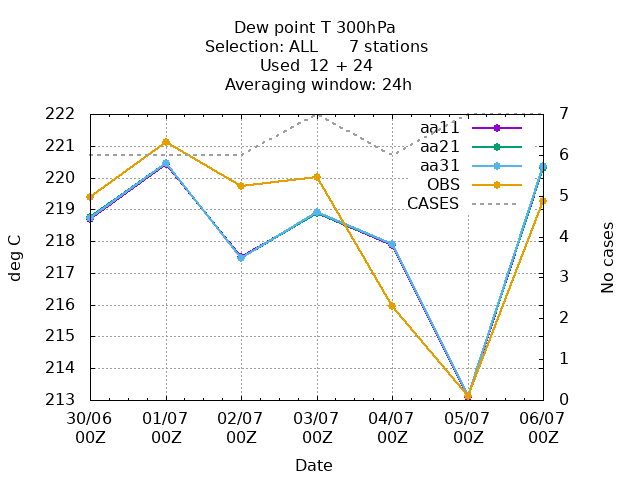 Dew point T 300hPa
Selection: ALL 7 stations
Used 12 + 24
Averaging window: 24h
222
221
220
219
218
217
216
215
214
213
7
6
5
4
3
2
1
0
aa11
aa21
aa31
OBS
CASES
deg C
No cases
30/06 01/07 02/07 03/07 04/07 05/07 06/07
00Z 00Z 00Z 00Z 00Z 00Z 00Z
Date